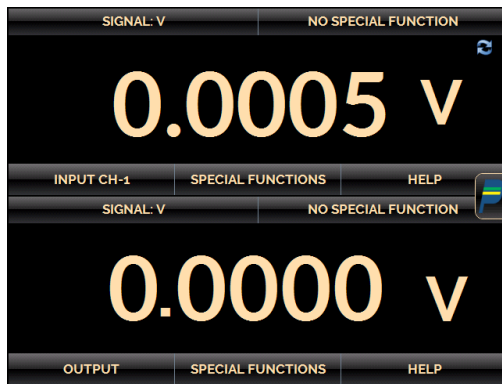 SIGNAL: V NO SPECIAL FUNCTION
0.0005 V
INPUT CH-1 SPECIAL FUNCTIONS HELP
SIGNAL: V NO SPECIAL FUNCTION
0.0000 V
OUTPUT SPECIAL FUNCTIONS HELP